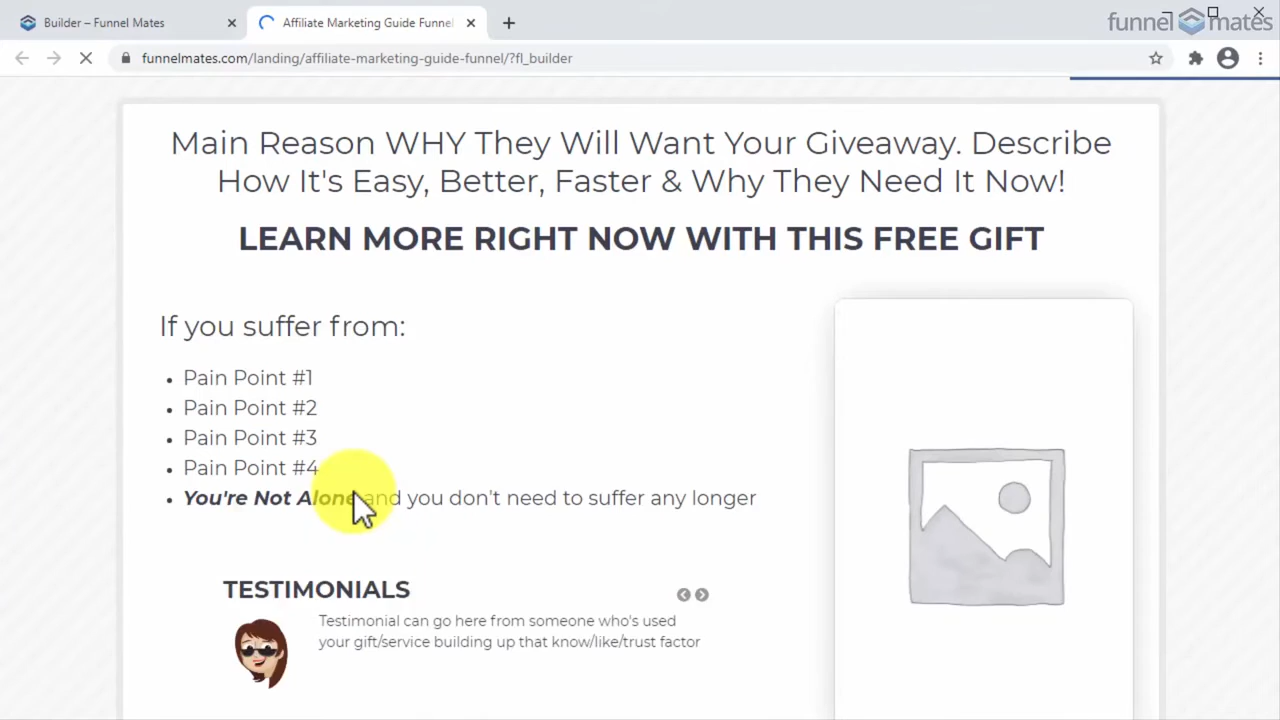 Builder – Funnel Mates
Affiliate Marketing Guide Funnel
funnel mates
funnelmates.com/landing/affiliate-marketing-guide-funnel/?fl_builder
Main Reason WHY They Will Want Your Giveaway. Describe
How It's Easy, Better, Faster & Why They Need It Now!
LEARN MORE RIGHT NOW WITH THIS FREE GIFT
If you suffer from:
• Pain Point #1
• Pain Point #2
• Pain Point #3
• Pain Point #4
• You're Not Alone and you don't need to suffer any longer
TESTIMONIALS
Testimonial can go here from someone who's used
your gift/service building up that know/like/trust factor